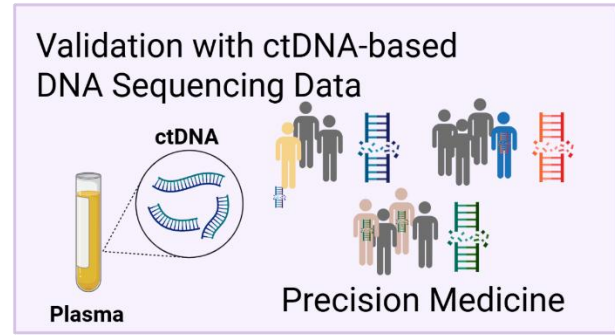 Validation with ctDNA-based
DNA Sequencing Data
ctDNA
Plasma
Precision Medicine